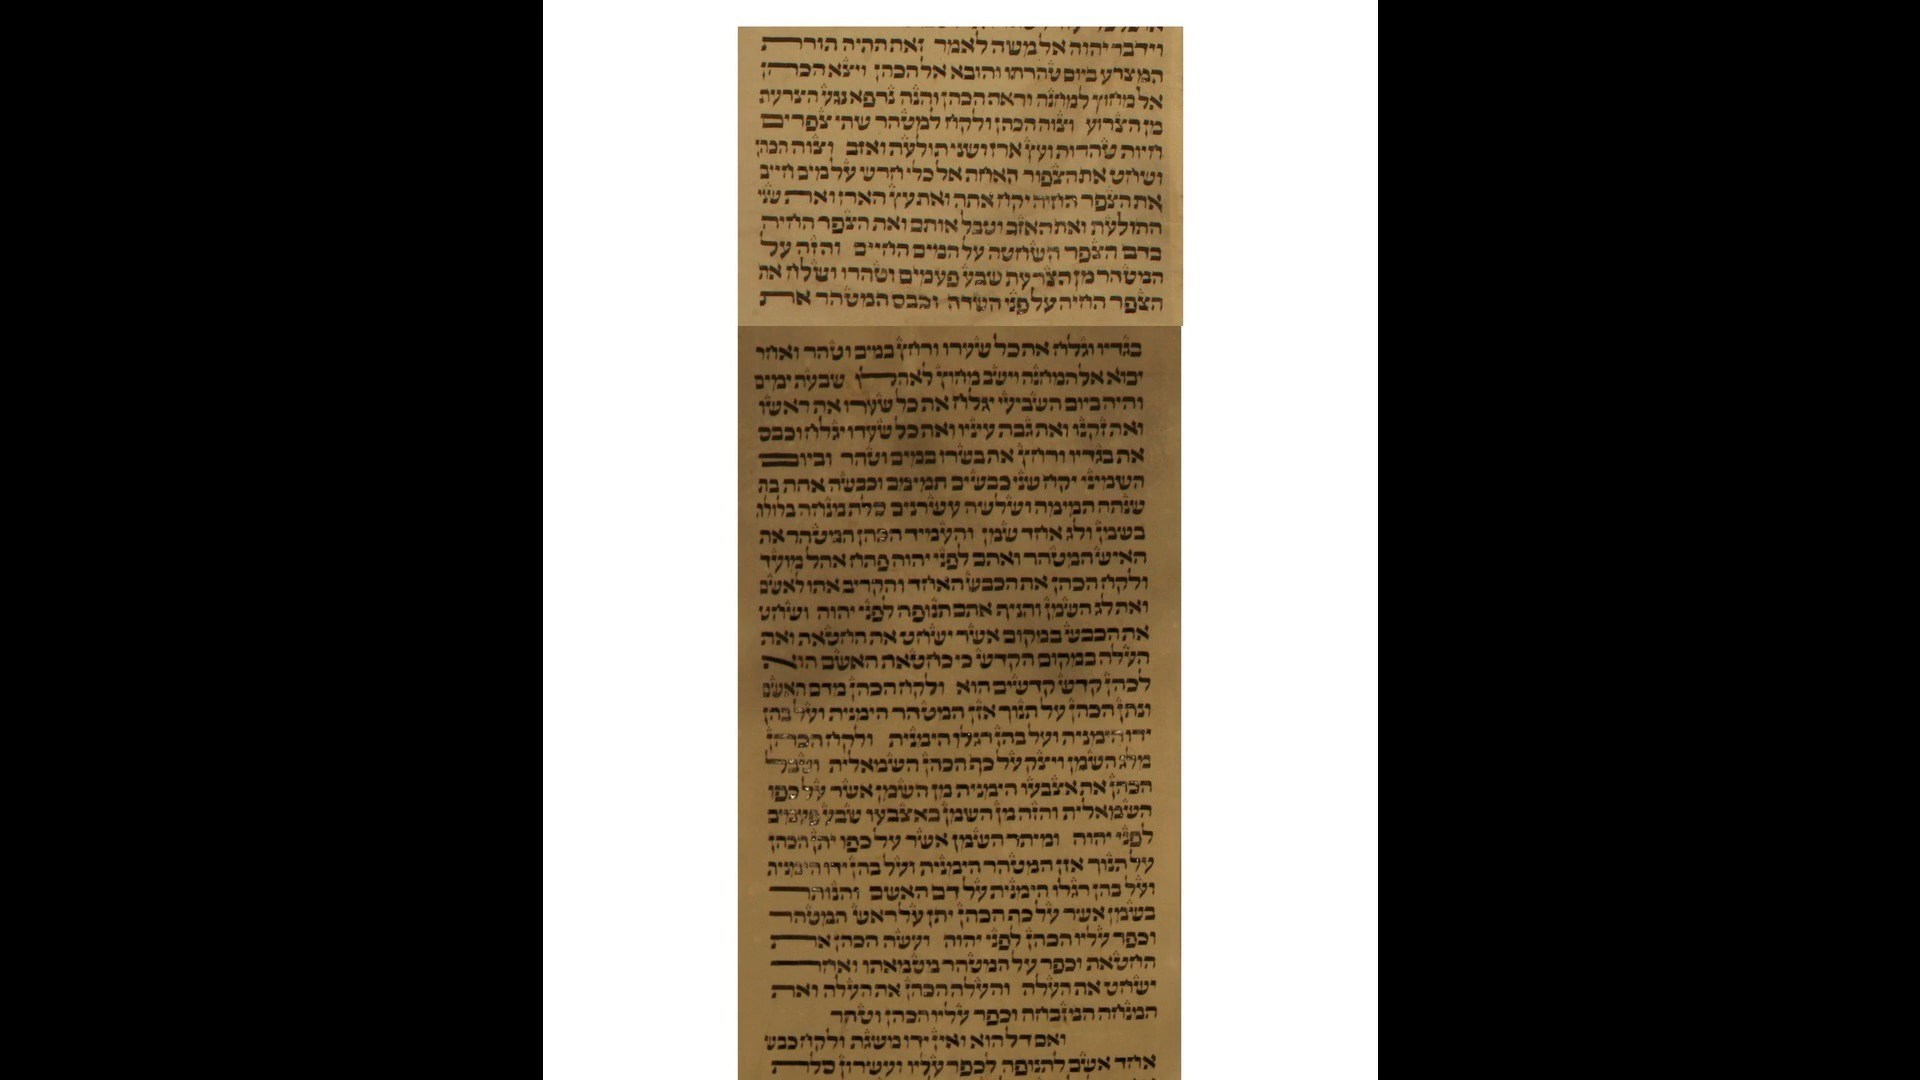 וידבר יהוה אל משה לאמר זאת תהיה תורת
המצרע ביום טהרתו והובא אל הכהן ויצא הכהן
אל מחוץ למחנה וראה הכהן והנה נרפא נגע הצרעת
מן הצרוע וצוה הכהן ולקח למטהר שתי צפרים
חיות טהרות ועץ ארז ושני תולעת ואזב וצוה הכהן
ושחט את הצפור האחת אל כלי חרש על מים חיים
את הצפר החיה יקח אתה ואת עץ הארז ואת שני
התולעת ואת האזב וטבל אותם ואת הצפר החיה
בדם הצפר השחטה על המים החיים והזה על
המטהר מן הצרעת שבע פעמים וטהרו ושלח את
הצפר החיה על פני השדה וכבס המטהר את
בגדיו וגלח את כל שערו ורחץ במים וטהר ואחר
יבוא אל המחנה וישב מחוץ לאהלו שבעת ימים
והיה ביום השביעי יגלח את כל שערו את ראשו
ואת זקנו ואת גבת עיניו ואת כל שערו יגלח וכבס
את בגדיו ורחץ את בשרו במים וטהר וביום
השמיני יקח שני כבשים תמימם וכבשה אחת בת
שנתה תמימה ושלשה עשרנים סלת מנחה בלולה
בשמן ולג אחד שמן והעמיד הכהן המטהר את
האיש המטהר ואתם לפני יהוה פתח אהל מועד
ולקח הכהן את הכבש האחד והקריב אתו לאשם
ואת לג השמן והניף אתם תנופה לפני יהוה ושחט
את הכבש במקום אשר ישחט את החטאת ואת
העלה במקום הקדש כי כחטאת האשם הוא
לכהן קדש קדשים הוא ולקח הכהן מדם האשם
ונתן הכהן על תנוך אזן המטהר הימנית ועל בהן
ידו הימנית ועל בהן רגלו הימנית ולקח הכהן
מלג השמן ויצק על כף הכהן השמאלית וטבל
הכהן את אצבעו הימנית מן השמן אשר על כפו
השמאלית והזה מן השמן באצבעו שבע פעמים
לפני יהוה ומיתר השמן אשר על כפו יתן הכהן
על תנוך אזן המטהר הימנית ועל בהן ידו הימנית
ועל בהן רגלו הימנית על דם האשם והנותר
בשמן אשר על כף הכהן יתן על ראש המטהר
וכפר עליו הכהן לפני יהוה ועשה הכהן את
החטאת וכפר על המטהר מטמאתו ואחר
ישחט את העלה והעלה הכהן את העלה ואת
המנחה המזבחה וכפר עליו הכהן וטהר
ואם דל הוא ואין ידו משגת ולקח כבש
אחד אשם לתנופה לכפר עליו ועשרון סלת